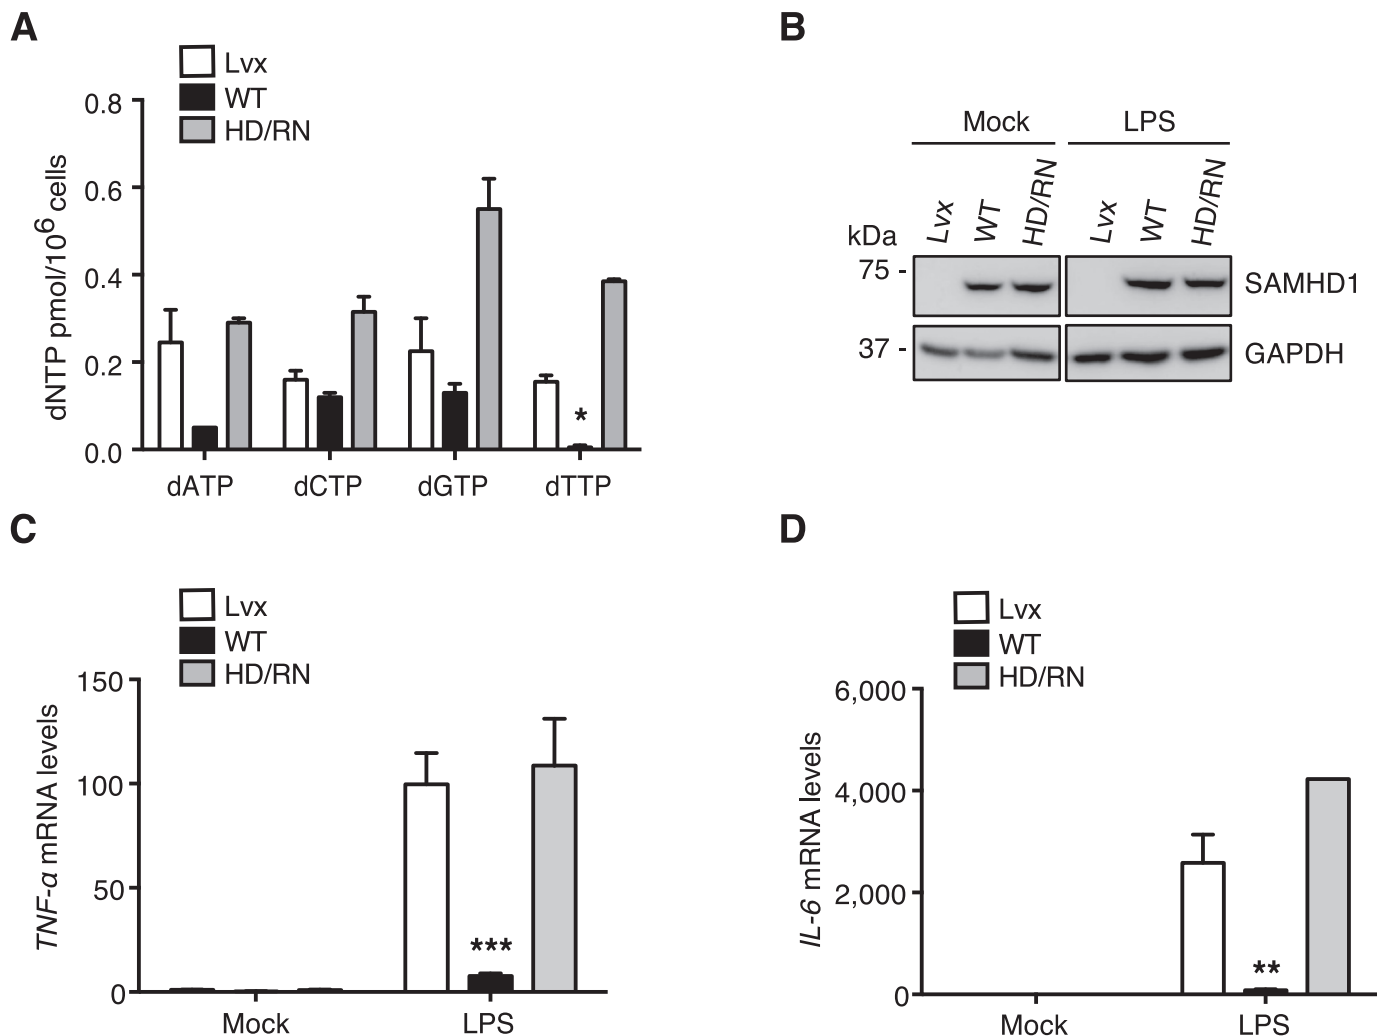 A
Lvx
WT
HD/RN
dNTP pmol/10⁶ cells
0.8
0.6
0.4
0.2
0.0
*
dATP dCTP dGTP dTTP
B
Mock LPS
kDa Lvx WT HD/RN Lvx WT HD/RN
75 - SAMHD1
37 - GAPDH
C
Lvx
WT
HD/RN
TNF-α mRNA levels
150
100
50
0
***
Mock LPS
D
Lvx
WT
HD/RN
IL-6 mRNA levels
6,000
4,000
2,000
0
**
Mock LPS